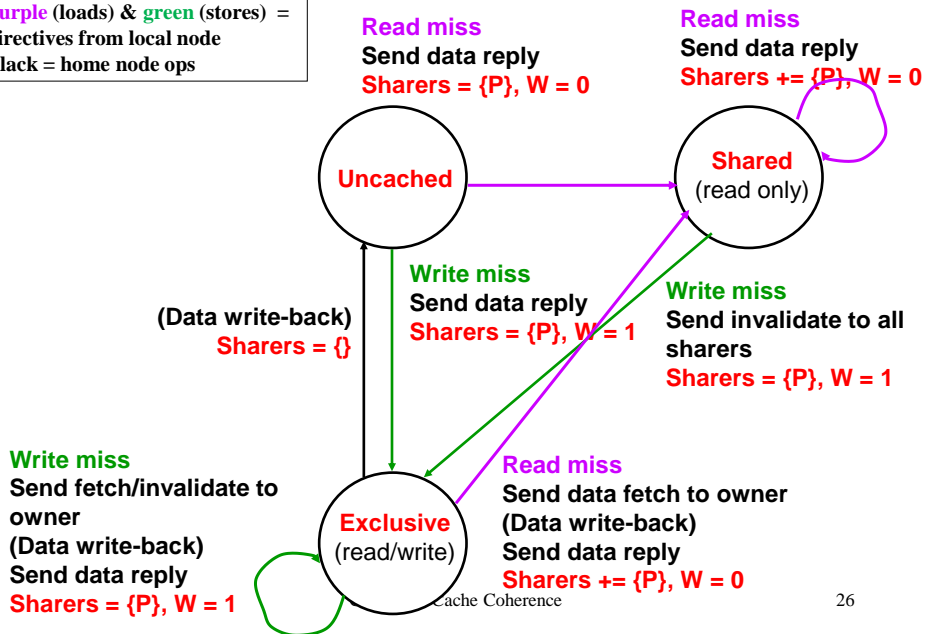 urple (loads) & green (stores) =
irectives from local node
lack = home node ops
Read miss
Send data reply
Sharers = {P}, W = 0
Read miss
Send data reply
Sharers += {P}, W = 0
Uncached
Shared
(read only)
(Data write-back)
Sharers = {}
Write miss
Send data reply
Sharers = {P}, W = 1
Write miss
Send invalidate to all
sharers
Sharers = {P}, W = 1
Write miss
Send fetch/invalidate to
owner
(Data write-back)
Send data reply
Sharers = {P}, W = 1
Exclusive
(read/write)
Read miss
Send data fetch to owner
(Data write-back)
Send data reply
Sharers += {P}, W = 0
Cache Coherence
26